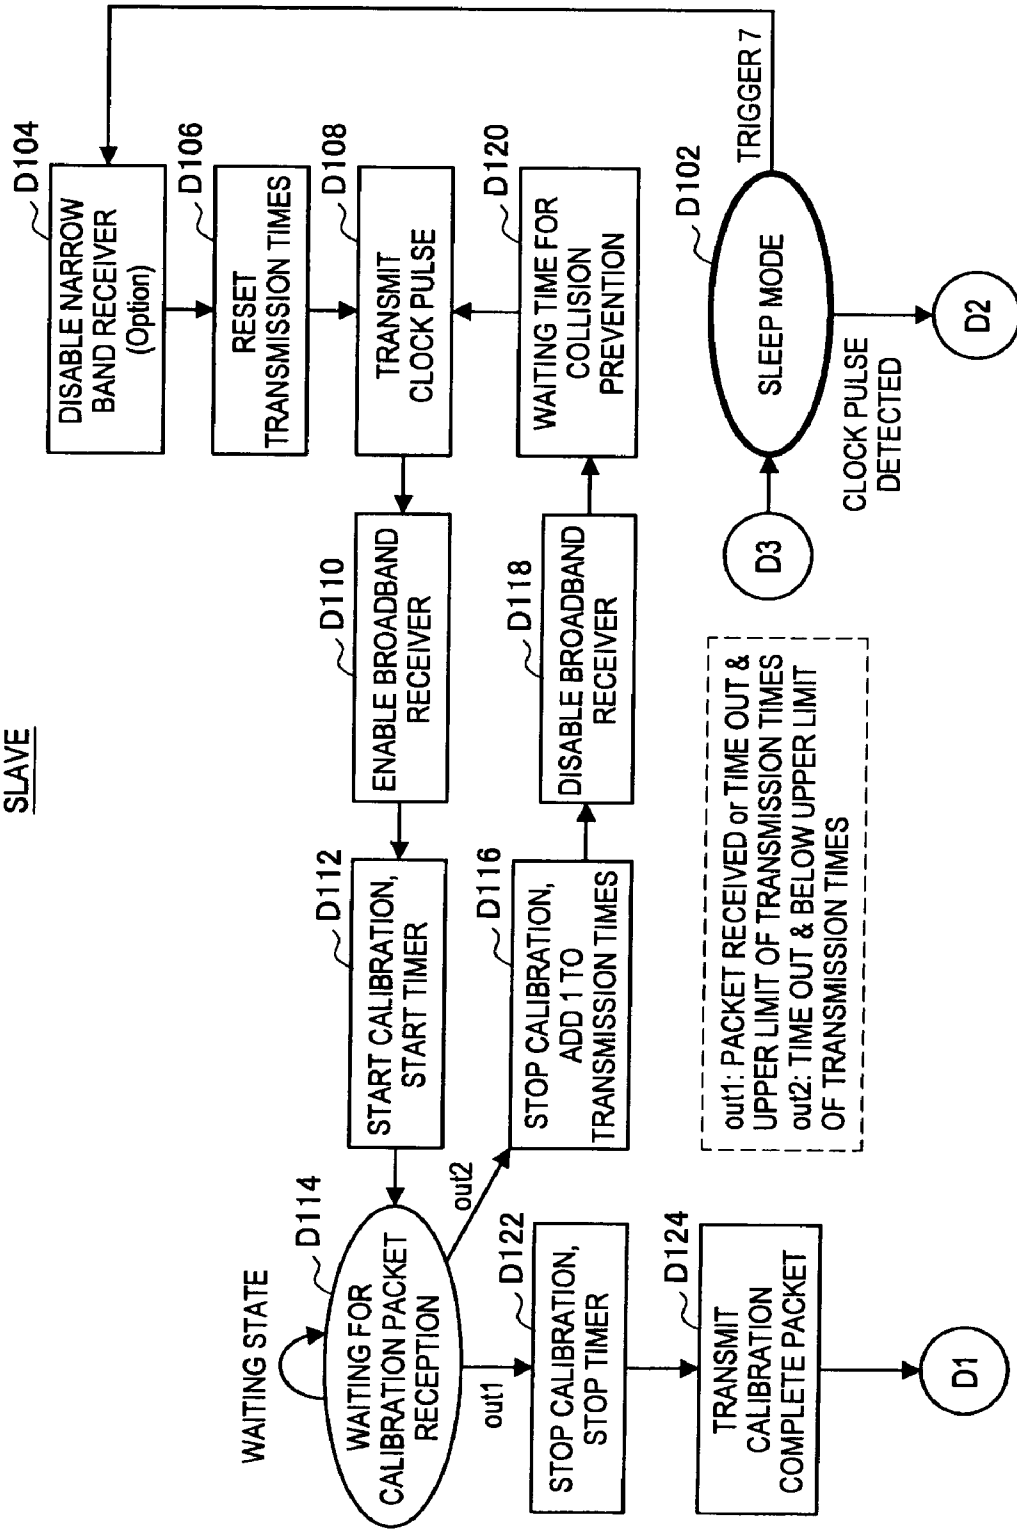 SLAVE
WAITING STATE
D114
WAITING FOR
CALIBRATION PACKET
RECEPTION
D112
START CALIBRATION,
START TIMER
D110
ENABLE BROADBAND
RECEIVER
D108
TRANSMIT
CLOCK PULSE
D106
RESET
TRANSMISSION TIMES
D104
DISABLE NARROW
BAND RECEIVER
(Option)
out1
out2
D122
STOP CALIBRATION,
STOP TIMER
D116
STOP CALIBRATION,
ADD 1 TO
TRANSMISSION TIMES
D118
DISABLE BROADBAND
RECEIVER
D120
WAITING TIME FOR
COLLISION
PREVENTION
D124
TRANSMIT
CALIBRATION
COMPLETE PACKET
D1
out1: PACKET RECEIVED or TIME OUT &
UPPER LIMIT OF TRANSMISSION TIMES
out2: TIME OUT & BELOW UPPER LIMIT
OF TRANSMISSION TIMES
D3
D102
SLEEP MODE
TRIGGER 7
CLOCK PULSE
DETECTED
D2